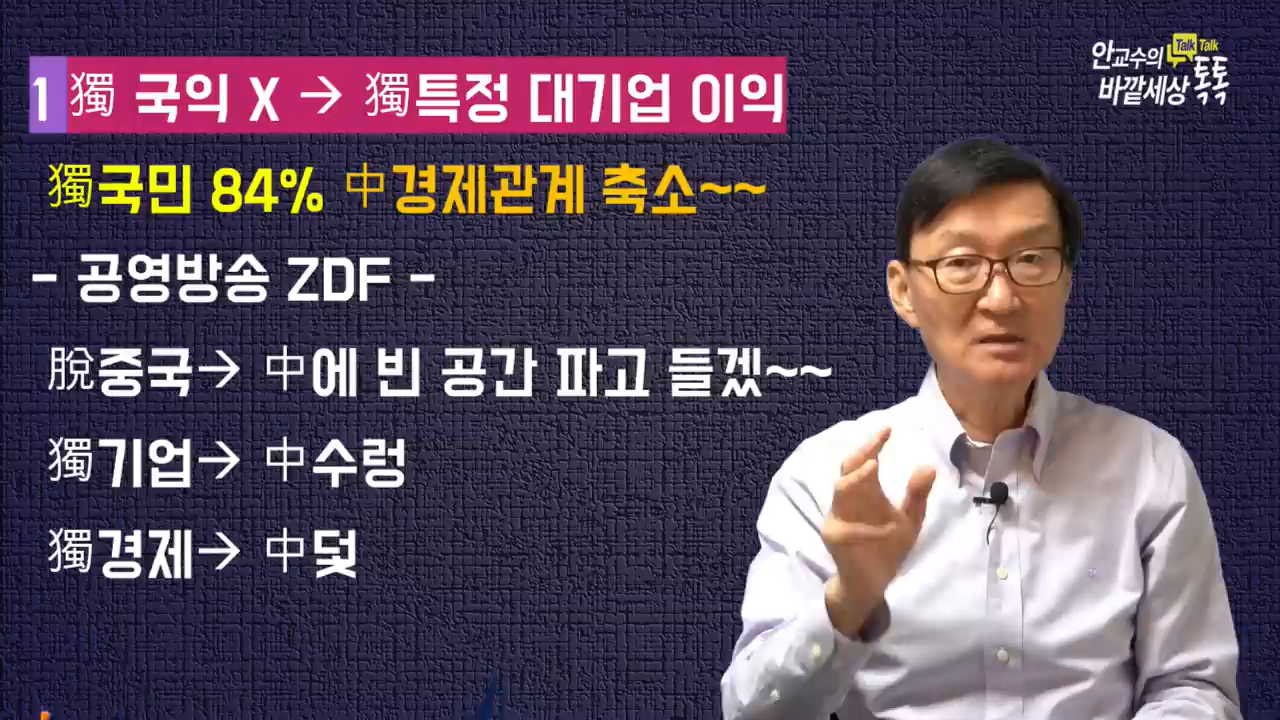 1 獨 국익 X → 獨특정 대기업 이익
獨국민 84% 中경제관계 축소~~
- 공영방송 ZDF -
脫중국→ 中에 빈 공간 파고 들겠~~
獨기업→ 中수렁
獨경제→ 中덫
안교수의 Talk Talk
바깥세상 톡톡